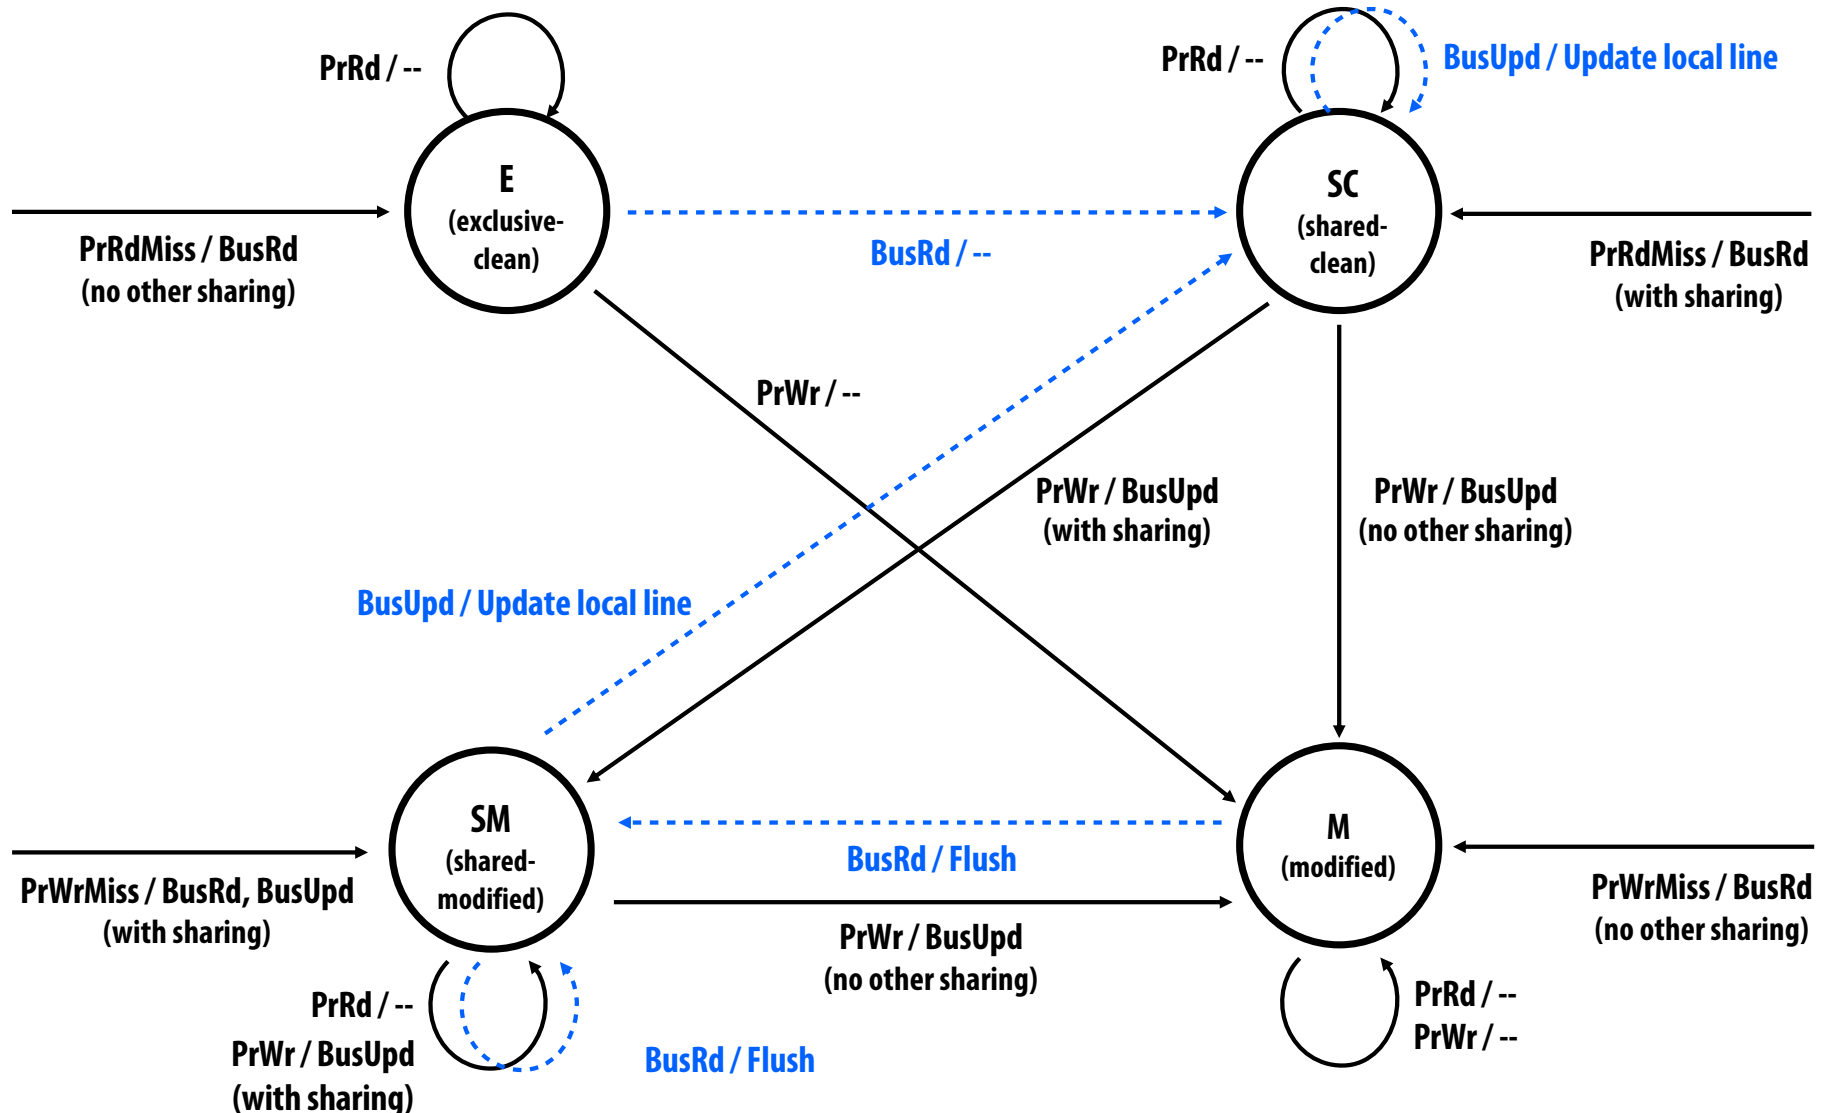 PrRd / --
PrRd / --
BusUpd / Update local line
E
(exclusive-
clean)
SC
(shared-
clean)
PrRdMiss / BusRd
(no other sharing)
BusRd / --
PrRdMiss / BusRd
(with sharing)
PrWr / --
PrWr / BusUpd
(with sharing)
PrWr / BusUpd
(no other sharing)
BusUpd / Update local line
SM
(shared-
modified)
M
(modified)
BusRd / Flush
PrWrMiss / BusRd, BusUpd
(with sharing)
PrWrMiss / BusRd
(no other sharing)
PrWr / BusUpd
(no other sharing)
PrRd / --
PrWr / BusUpd
(with sharing)
BusRd / Flush
PrRd / --
PrWr / --